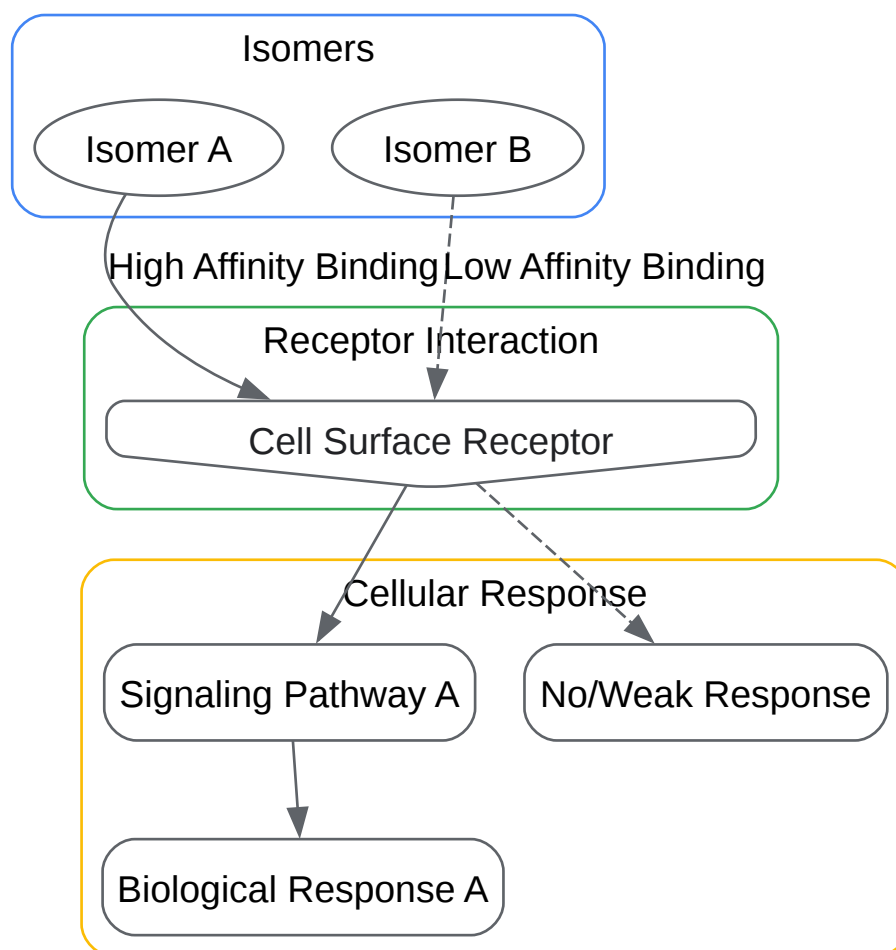 Isomers
Isomer A
Isomer B
High Affinity Binding
Low Affinity Binding
Receptor Interaction
Cell Surface Receptor
Cellular Response
Signaling Pathway A
No/Weak Response
Biological Response A